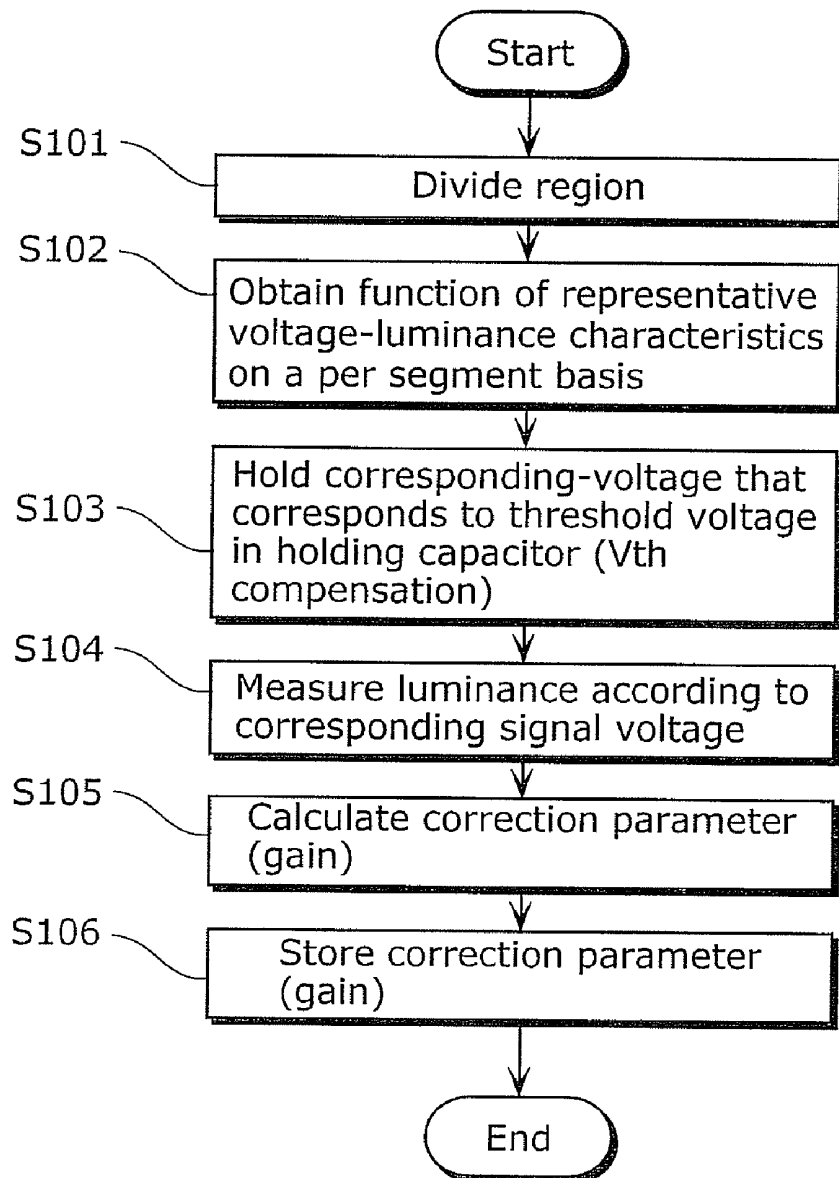 Start
S101
Divide region
S102
Obtain function of representative
voltage-luminance characteristics
on a per segment basis
S103
Hold corresponding-voltage that
corresponds to threshold voltage
in holding capacitor (Vth
compensation)
S104
Measure luminance according to
corresponding signal voltage
S105
Calculate correction parameter
(gain)
S106
Store correction parameter
(gain)
End